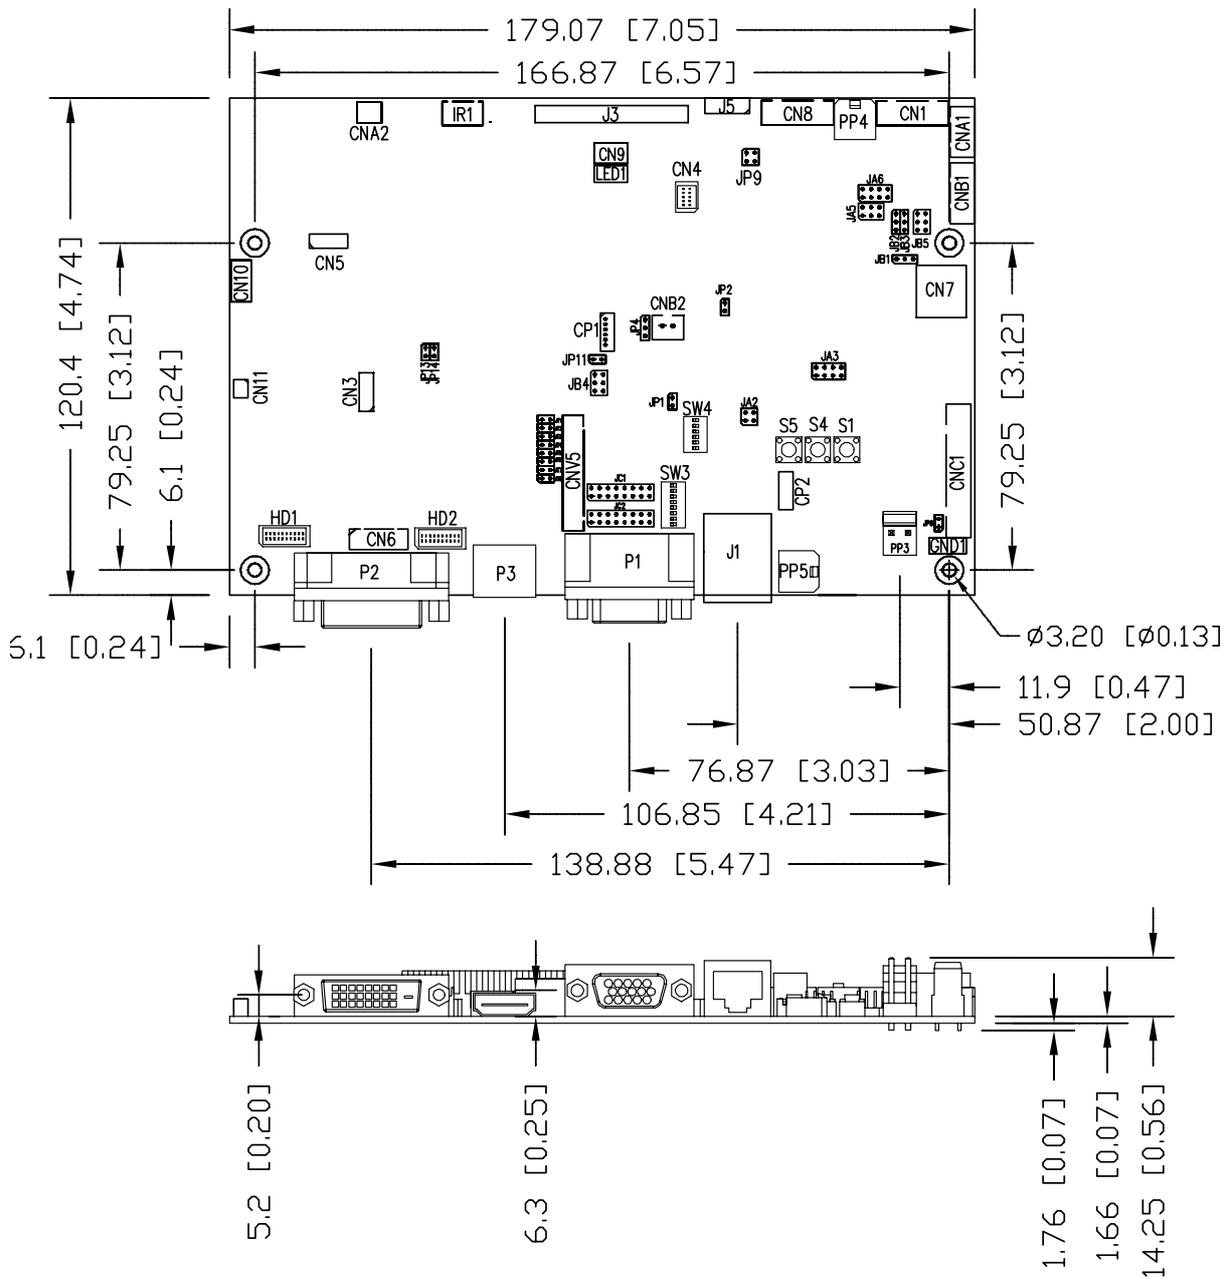 179.07 [7.05]
166.87 [6.57]
CNA2
IR1
J3
J5
CN8
PP4
CN1
CNA1
CNB1
CN9
LED1
CN4
JP9
JA6
JA5
JB2
JB3
JB5
JB1
CN7
CN5
CN10
120.4 [4.74]
79.25 [3.12]
6.1 [0.24]
79.25 [3.12]
JP2
CNB2
JP4
CP1
JP11
JB4
JP13
JP14
CN3
CN11
JA3
JP1
SW4
JA2
S5
S4
S1
CNC1
CNV5
JC1
JC2
SW3
CP2
HD1
CN6
HD2
P2
P3
P1
J1
PP5
PP3
GND1
6.1 [0.24]
ø3.20 [ø0.13]
11.9 [0.47]
50.87 [2.00]
76.87 [3.03]
106.85 [4.21]
138.88 [5.47]
5.2 [0.20]
6.3 [0.25]
1.76 [0.07]
1.66 [0.07]
14.25 [0.56]